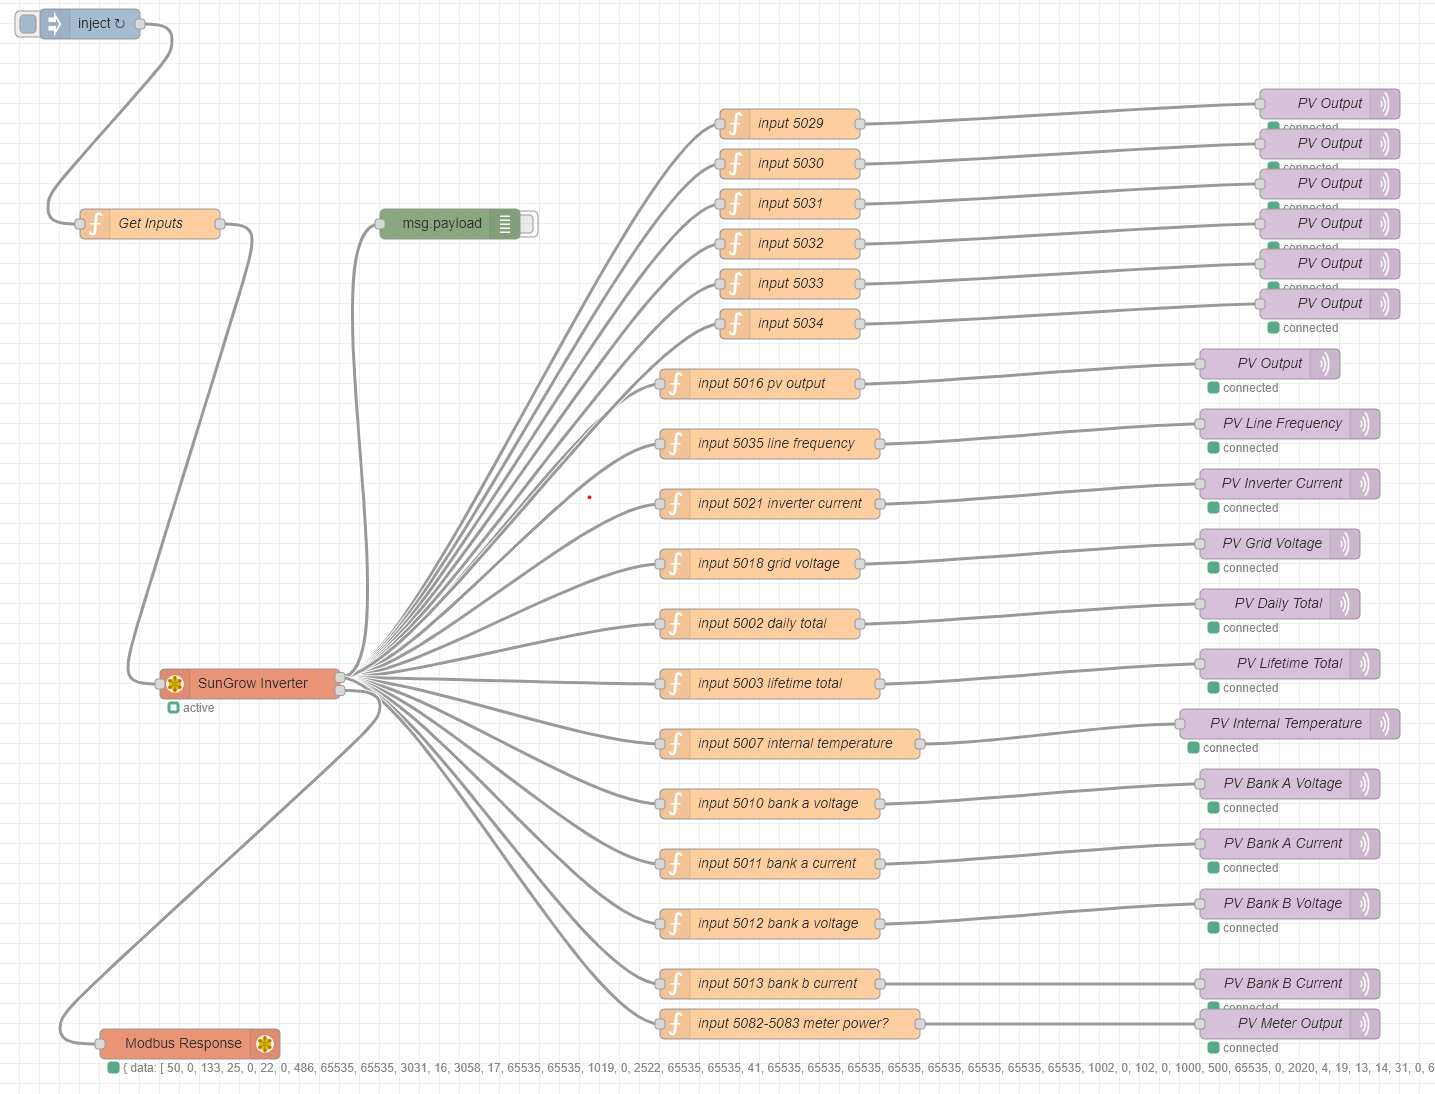 inject ↻
PV Output
input 5029
connected
PV Output
input 5030
connected
PV Output
input 5031
connected
Get Inputs
msg.payload
PV Output
input 5032
connected
PV Output
input 5033
connected
PV Output
input 5034
connected
PV Output
input 5016 pv output
connected
PV Line Frequency
input 5035 line frequency
connected
PV Inverter Current
input 5021 inverter current
connected
PV Grid Voltage
input 5018 grid voltage
connected
PV Daily Total
input 5002 daily total
connected
PV Lifetime Total
SunGrow Inverter
input 5003 lifetime total
connected
active
PV Internal Temperature
input 5007 internal temperature
connected
PV Bank A Voltage
input 5010 bank a voltage
connected
PV Bank A Current
input 5011 bank a current
connected
PV Bank B Voltage
input 5012 bank a voltage
connected
input 5013 bank b current
PV Bank B Current
connected
input 5082-5083 meter power?
PV Meter Output
connected
Modbus Response
{ data: [ 50, 0, 133, 25, 0, 22, 0, 486, 65535, 65535, 3031, 16, 3058, 17, 65535, 65535, 1019, 0, 2522, 65535, 65535, 41, 65535, 65535, 65535, 65535, 65535, 65535, 65535, 65535, 65535, 65535, 1002, 0, 102, 0, 1000, 500, 65535, 0, 2020, 4, 19, 13, 14, 31, 0, 6